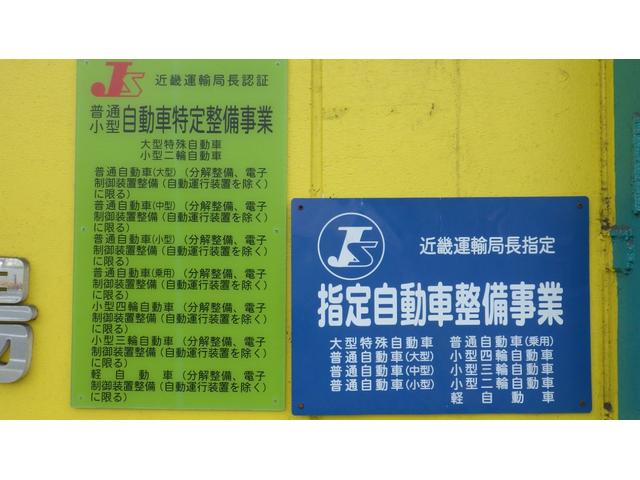 JS 近畿運輸局長認証
普通
小型 自動車特定整備事業
大型特殊自動車
小型二輪自動車
普通自動車(大型)(分解整備、電子
制御装置整備(自動運行装置を除く)
に限る)
普通自動車(中型)(分解整備、電子
制御装置整備(自動運行装置を除く)
に限る)
普通自動車(小型)(分解整備、電子
制御装置整備(自動運行装置を除く)
に限る)
普通自動車(乗用)(分解整備、電子
制御装置整備(自動運行装置を除く)
に限る)
小型四輪自動車(分解整備、電子
制御装置整備(自動運行装置を除く)
に限る)
小型三輪自動車(分解整備、電子
制御装置整備(自動運行装置を除く)
に限る)
軽自動車(分解整備、電子
制御装置整備(自動運行装置を除く)
に限る)
JS 近畿運輸局長指定
指定自動車整備事業
大型特殊自動車 普通自動車(乗用)
普通自動車(大型) 小型四輪自動車
普通自動車(中型) 小型三輪自動車
普通自動車(小型) 小型二輪自動車
軽自動車